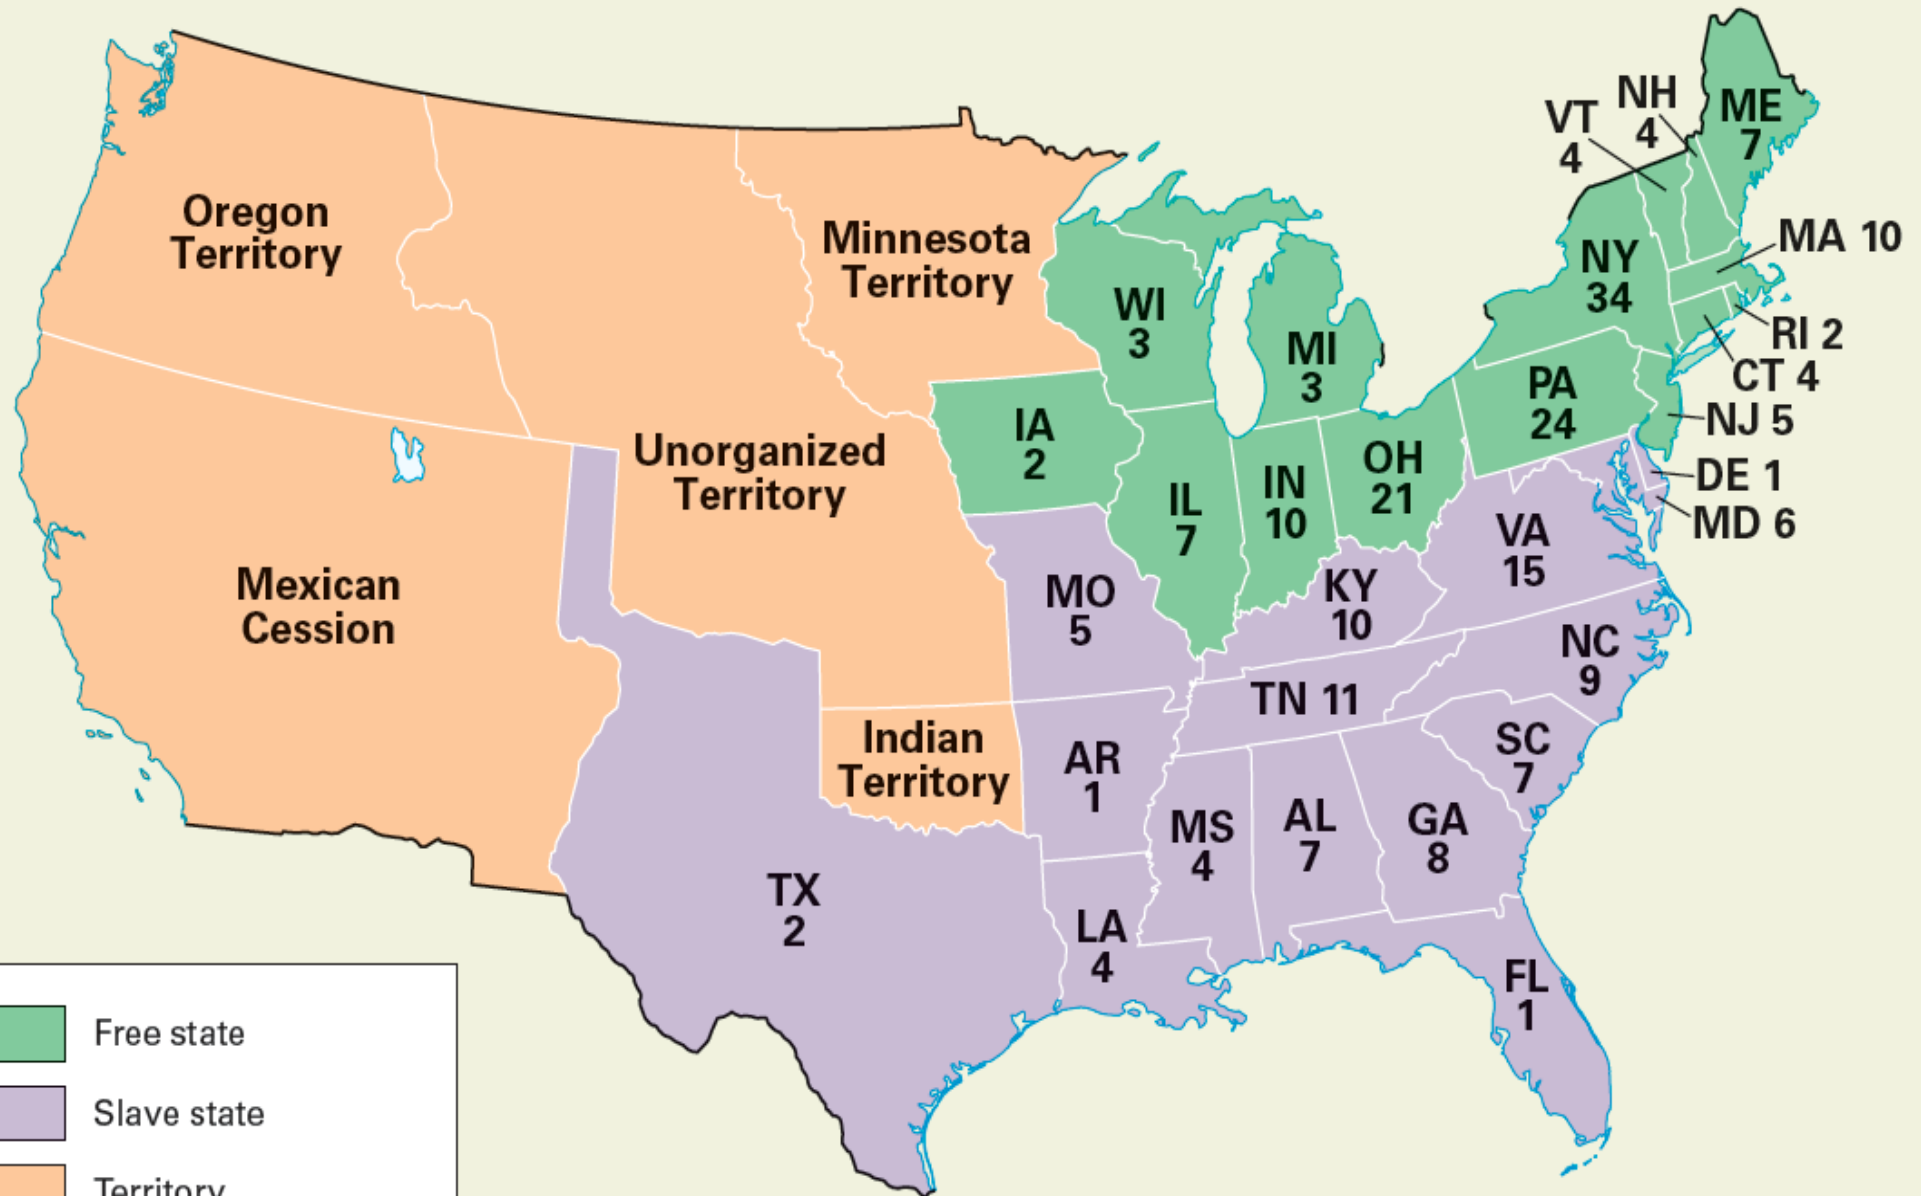 NH
4
VT
4
ME
7
Oregon
Territory
Minnesota
Territory
MA 10
NY
34
WI
3
RI 2
MI
3
CT 4
PA
24
NJ 5
IA
2
Unorganized
Territory
OH
21
DE 1
IN
10
IL
7
MD 6
VA
15
Mexican
Cession
MO
5
KY
10
NC
9
TN 11
Indian
Territory
AR
1
SC
7
MS
4
AL
7
GA
8
TX
2
LA
4
FL
1
Free state
Slave state
Territory